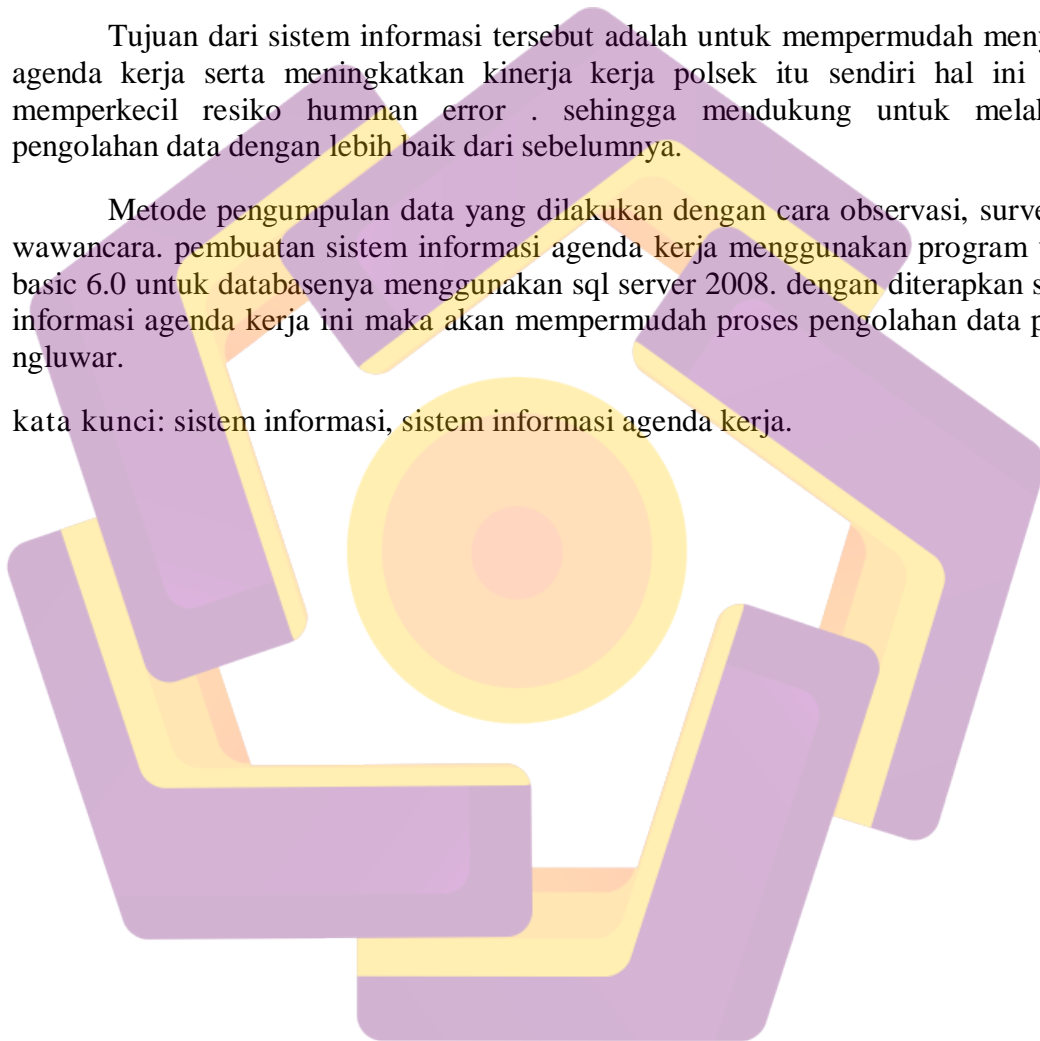 Tujuan dari sistem informasi tersebut adalah untuk mempermudah
agenda kerja serta meningkatkan kinerja kerja polsek itu sendiri hal ini
memperkecil resiko humman error . sehingga mendukung untuk
pengolahan data dengan lebih baik dari sebelumnya.
Metode pengumpulan data yang dilakukan dengan cara observasi,
wawancara. pembuatan sistem informasi agenda kerja menggunakan program
basic 6.0 untuk databasenya menggunakan sql server 2008. dengan diterapkan
informasi agenda kerja ini maka akan mempermudah proses pengolahan data
ngluwar.
kata kunci: sistem informasi, sistem informasi agenda kerja.